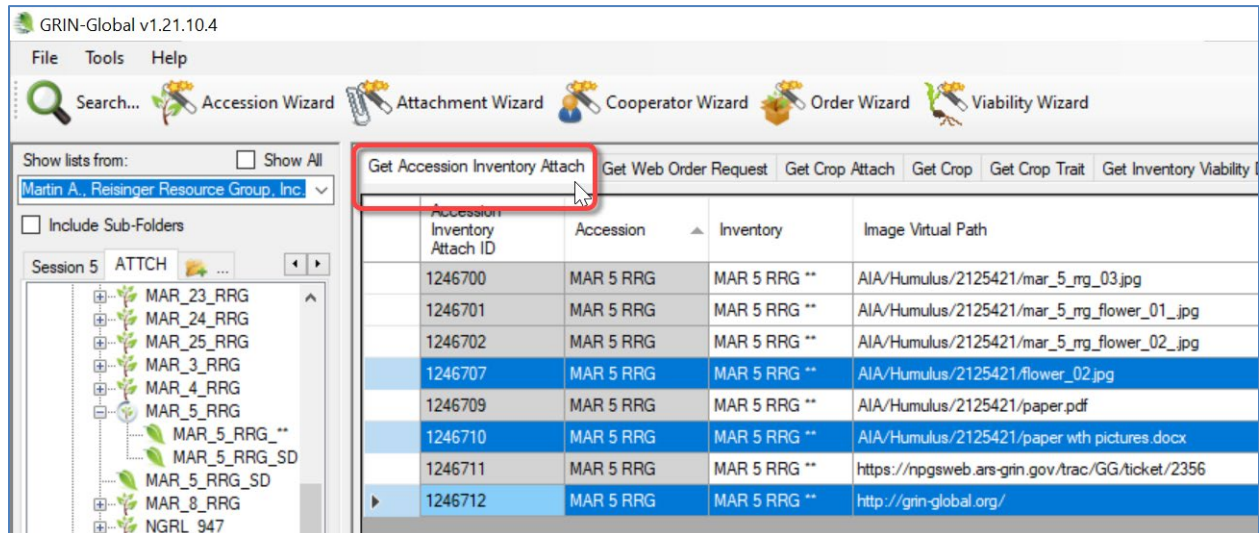 GRIN-Global v1.21.10.4
File Tools Help
Search... Accession Wizard Attachment Wizard Cooperator Wizard Order Wizard Viability Wizard
Show lists from: Show All
Martin A., Reisinger Resource Group, Inc.
Include Sub-Folders
Session 5 ATTCH ...
MAR_23_RRG
MAR_24_RRG
MAR_25_RRG
MAR_3_RRG
MAR_4_RRG
MAR_5_RRG
MAR_5_RRG_**
MAR_5_RRG_SD
MAR_5_RRG_SD
MAR_8_RRG
NGRL_947
Get Accession Inventory Attach Get Web Order Request Get Crop Attach Get Crop Get Crop Trait Get Inventory Viability D
Accession
Inventory
Attach ID
Accession Inventory Image Virtual Path
1246700 MAR 5 RRG MAR 5 RRG ** AIA/Humulus/2125421/mar_5_rrg_03.jpg
1246701 MAR 5 RRG MAR 5 RRG ** AIA/Humulus/2125421/mar_5_rrg_flower_01_.jpg
1246702 MAR 5 RRG MAR 5 RRG ** AIA/Humulus/2125421/mar_5_rrg_flower_02_.jpg
1246707 MAR 5 RRG MAR 5 RRG ** AIA/Humulus/2125421/flower_02.jpg
1246709 MAR 5 RRG MAR 5 RRG ** AIA/Humulus/2125421/paper.pdf
1246710 MAR 5 RRG MAR 5 RRG ** AIA/Humulus/2125421/paper wth pictures.docx
1246711 MAR 5 RRG MAR 5 RRG ** https://npgsweb.ars-grin.gov/trac/GG/ticket/2356
1246712 MAR 5 RRG MAR 5 RRG ** http://grin-global.org/